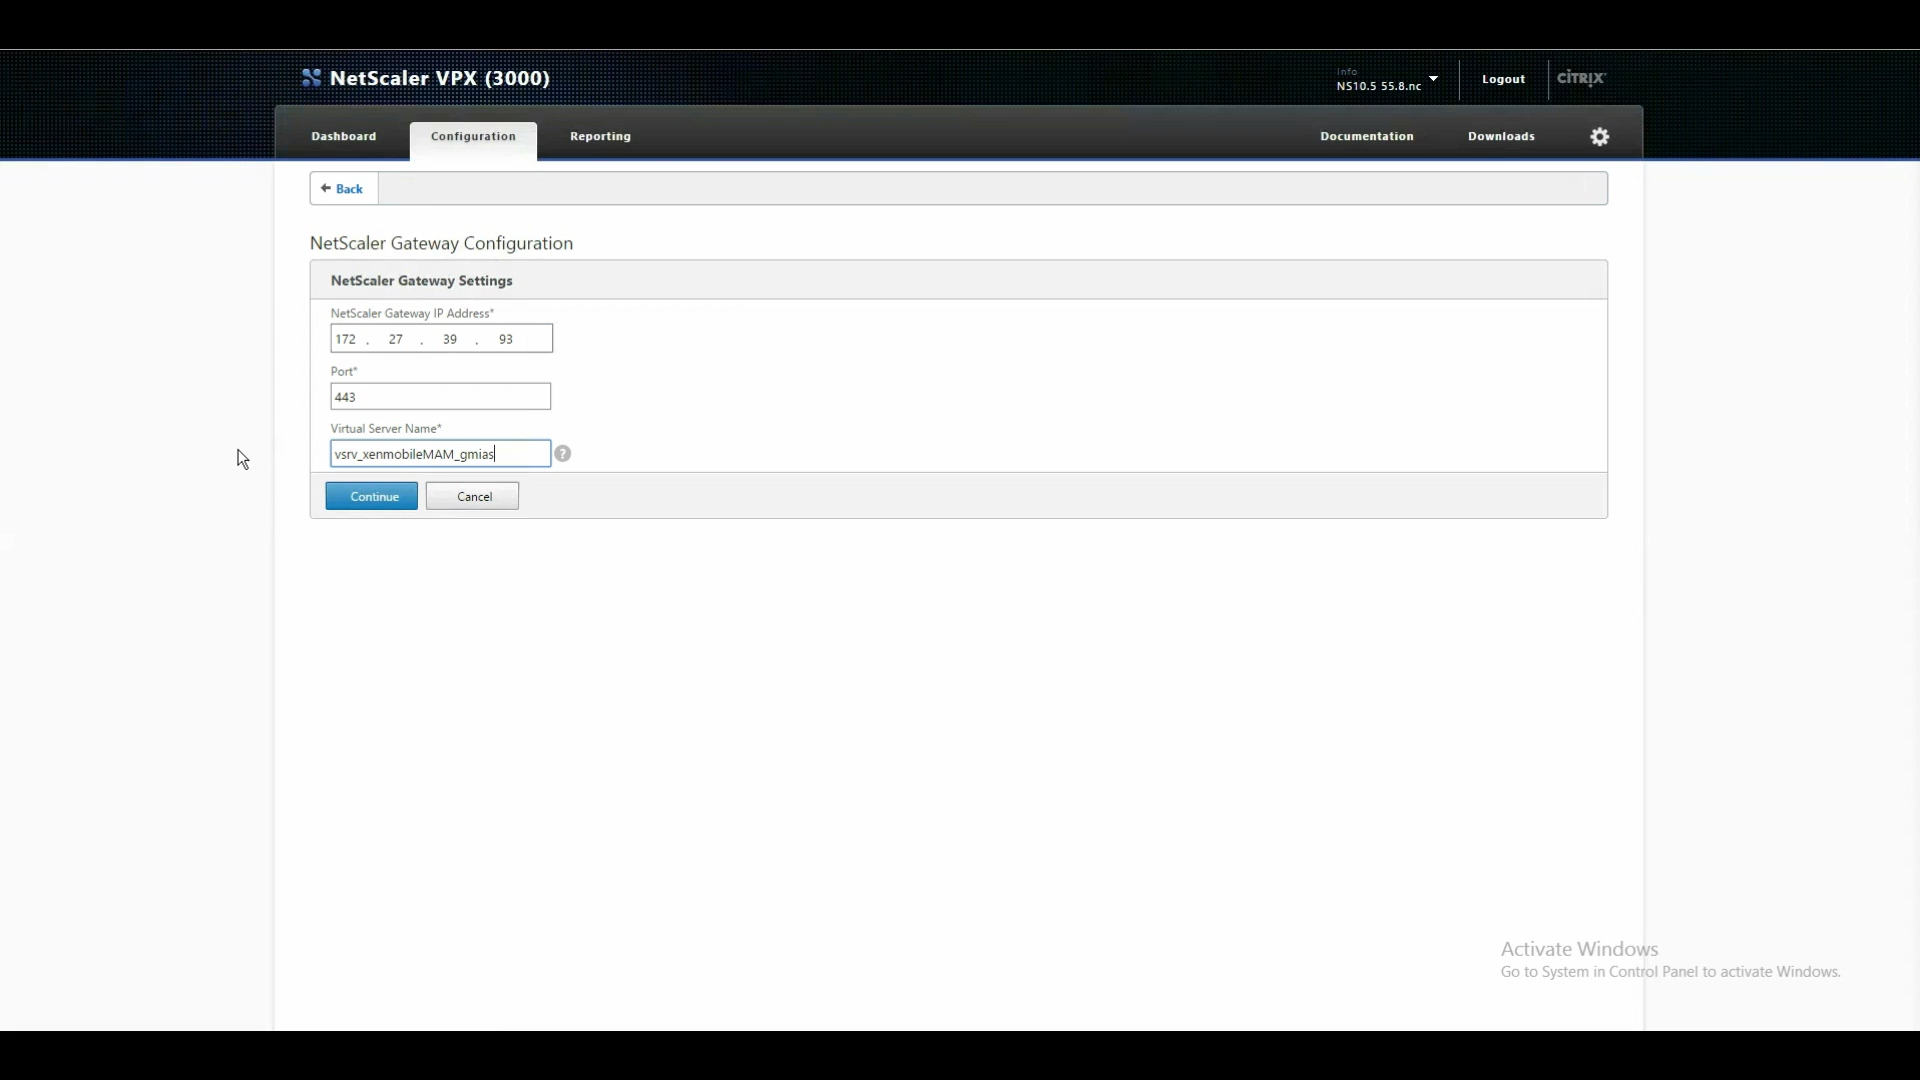 NetScaler VPX (3000)
Info
NS10.5 55.8.nc
Logout
CITRIX
Dashboard
Configuration
Reporting
Documentation
Downloads
Back
NetScaler Gateway Configuration
NetScaler Gateway Settings
NetScaler Gateway IP Address*
172 . 27 . 39 . 93
Port*
443
Virtual Server Name*
vsrv_xenmobileMAM_gmias
?
Continue
Cancel
Activate Windows
Go to System in Control Panel to activate Windows.